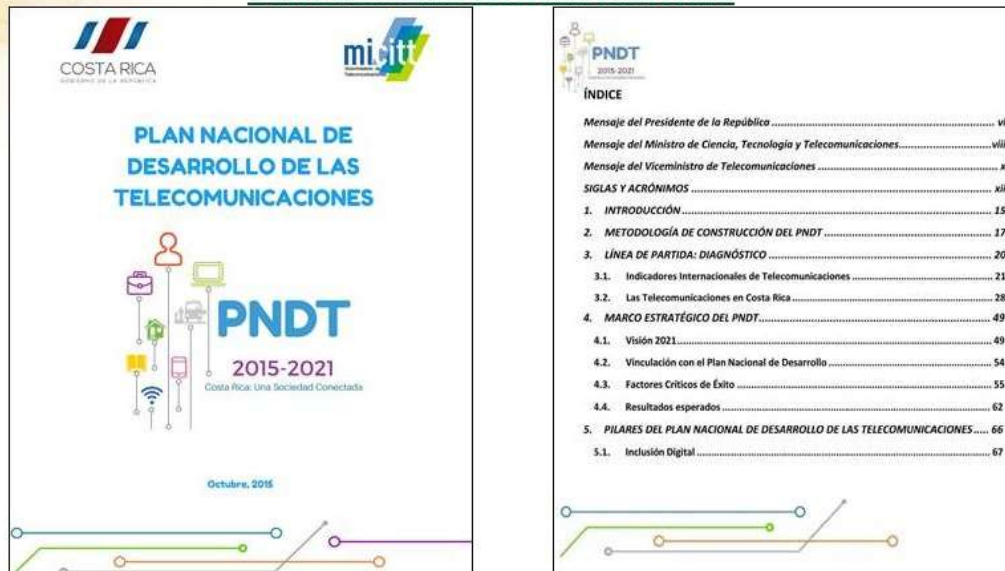 COSTA RICA
GOBIERNO DE LA REPÚBLICA
micitt
Viceministerio de
Telecomunicaciones
PLAN NACIONAL DE
DESARROLLO DE LAS
TELECOMUNICACIONES
PNDT
2015-2021
Costa Rica: Una Sociedad Conectada
Octubre, 2015
PNDT
2015-2021
ÍNDICE
Mensaje del Presidente de la República ........ vi
Mensaje del Ministro de Ciencia, Tecnología y Telecomunicaciones........ viii
Mensaje del Viceministro de Telecomunicaciones ........ x
SIGLAS Y ACRÓNIMOS ........ xii
1. INTRODUCCIÓN ........ 15
2. METODOLOGÍA DE CONSTRUCCIÓN DEL PNDT ........ 17
3. LÍNEA DE PARTIDA: DIAGNÓSTICO ........ 20
3.1. Indicadores Internacionales de Telecomunicaciones ........ 21
3.2. Las Telecomunicaciones en Costa Rica ........ 28
4. MARCO ESTRATÉGICO DEL PNDT ........ 49
4.1. Visión 2021 ........ 49
4.2. Vinculación con el Plan Nacional de Desarrollo ........ 54
4.3. Factores Críticos de Éxito ........ 55
4.4. Resultados esperados ........ 62
5. PILARES DEL PLAN NACIONAL DE DESARROLLO DE LAS TELECOMUNICACIONES ..... 66
5.1. Inclusión Digital ........ 67